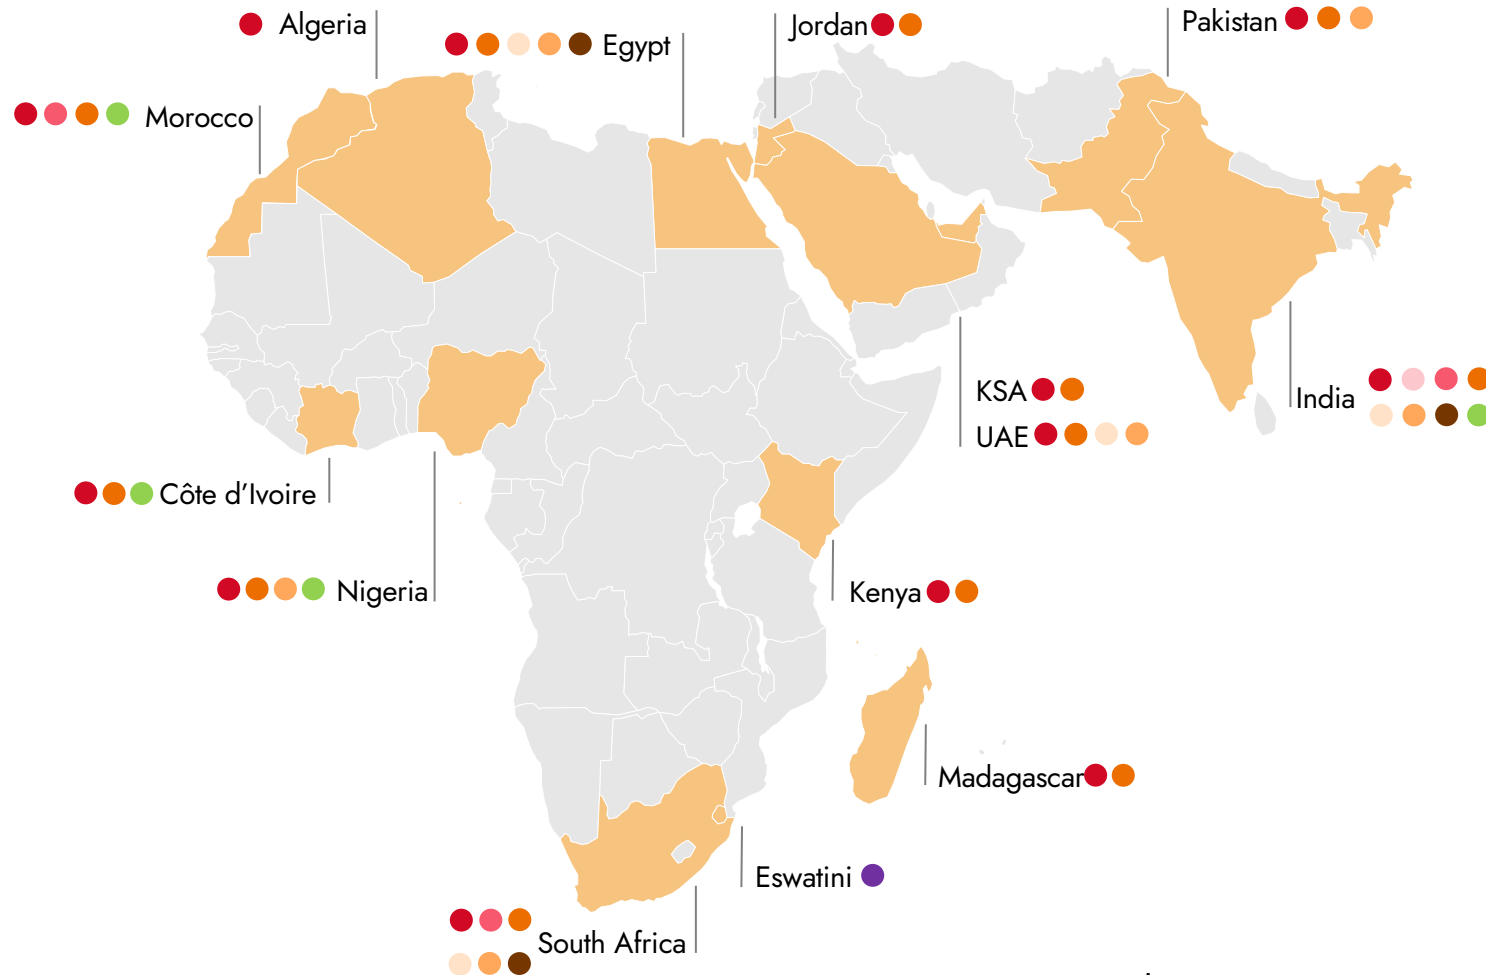 Algeria
Jordan
Pakistan
Egypt
Morocco
KSA
India
UAE
Côte d’Ivoire
Nigeria
Kenya
Madagascar
Eswatini
South Africa